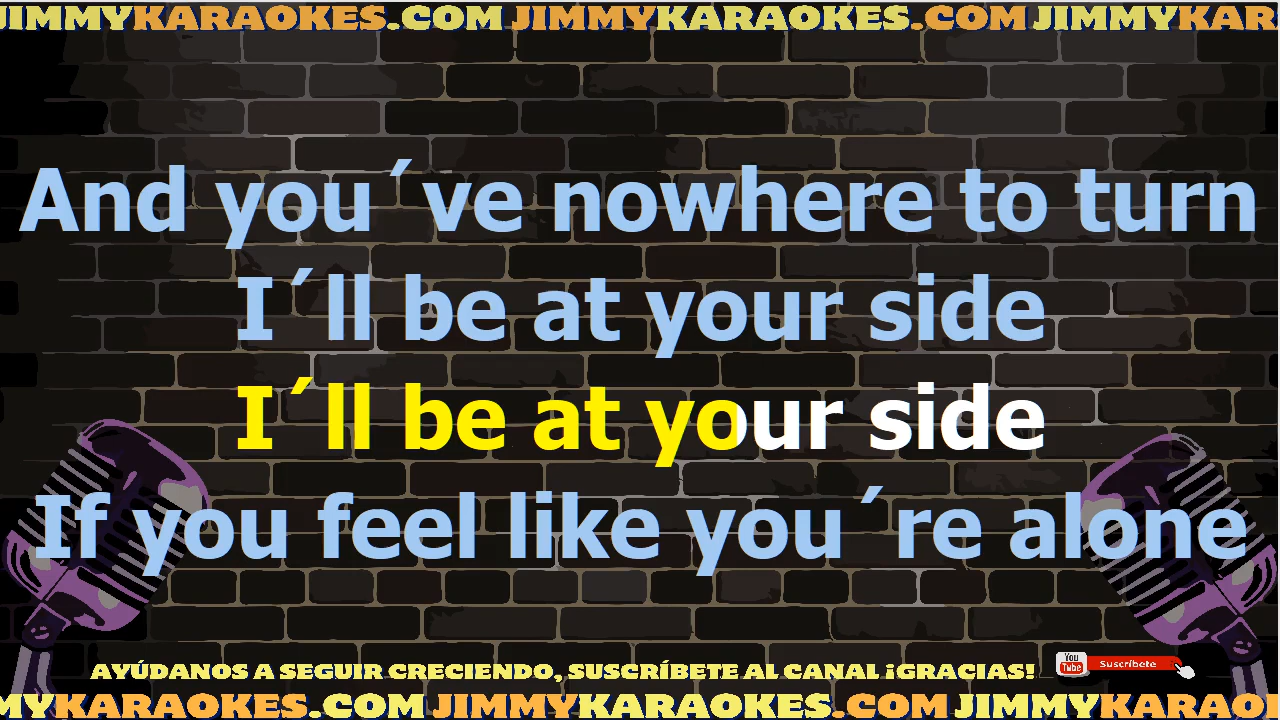 JIMMYKARAOKES.COM JIMMYKARAOKES.COM JIMMYKAR
And you´ve nowhere to turn
I´ll be at your side
I´ll be at your side
If you feel like you´re alone
AYÚDANOS A SEGUIR CRECIENDO, SUSCRÍBETE AL CANAL ¡GRACIAS!
You Tube Suscríbete
MYKARAOKES.COM JIMMYKARAOKES.COM JIMMYKARAO